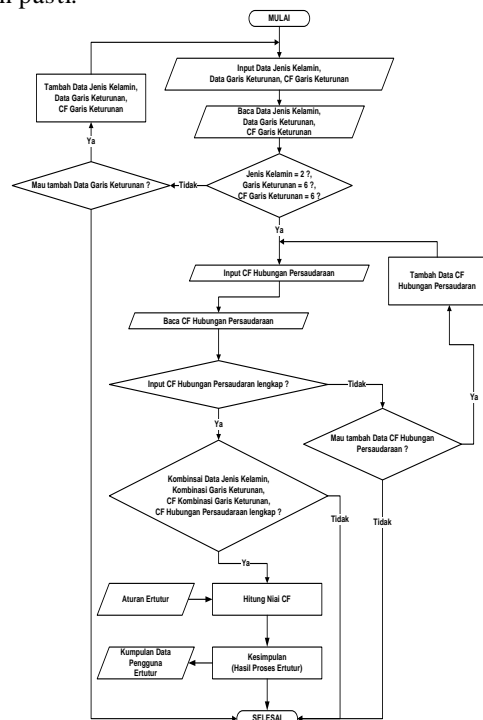 pasti.
MULAI
Input Data Jenis Kelamin,
Data Garis Keturunan, CF Garis Keturunan
Tambah Data Jenis Kelamin,
Data Garis Keturunan,
CF Garis Keturunan
Baca Data Jenis Kelamin,
Data Garis Keturunan,
CF Garis Keturunan
Ya
Jenis Kelamin = 2 ?,
Garis Keturunan = 6 ?,
CF Garis Keturunan = 6 ?
Tidak
Mau tambah Data Garis Keturunan ?
Ya
Input CF Hubungan Persaudaraan
Tambah Data CF
Hubungan Persaudaran
Baca CF Hubungan Persaudaraan
Input CF Hubungan Persaudaran lengkap ?
Tidak
Ya
Ya
Mau tambah Data CF Hubungan
Persaudaraan ?
Kombinsai Data Jenis Kelamin,
Kombinasi Garis Keturunan,
CF Kombinasi Garis Keturunan,
CF Hubungan Persaudaraan lengkap ?
Tidak
Tidak
Ya
Aturan Ertutur
Hitung Niai CF
Kumpulan Data
Pengguna
Ertutur
Kesimpulan
(Hasil Proses Ertutur)
SELESAI